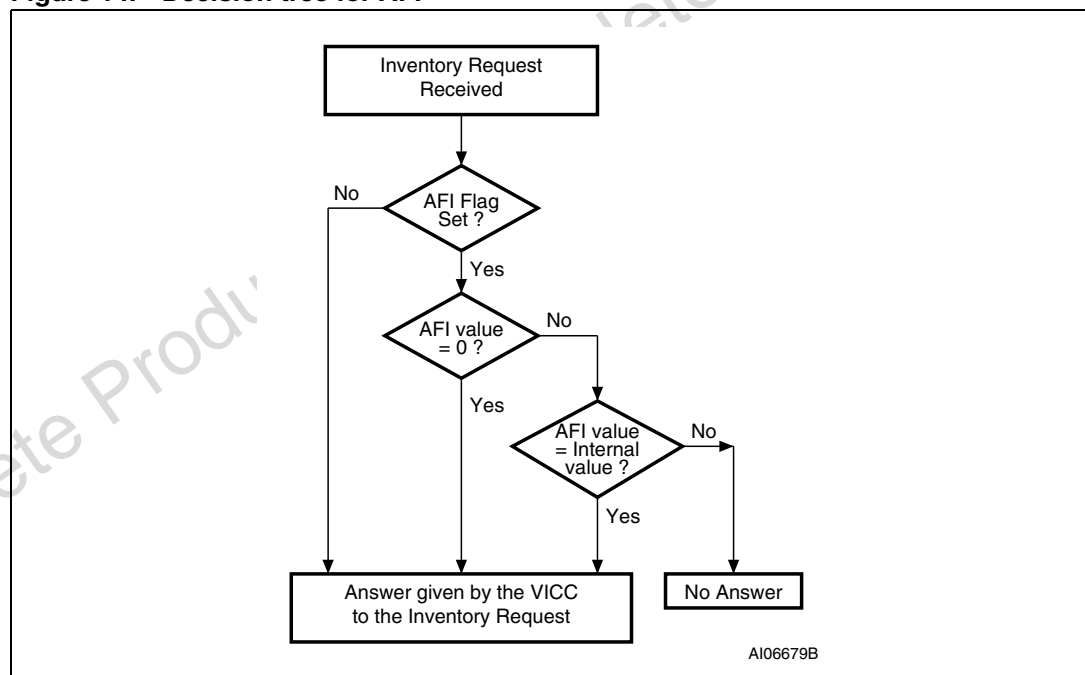 Inventory Request
Received
No
AFI Flag
Set ?
Yes
AFI value
= 0 ?
No
Yes
AFI value
= Internal
value ?
No
Yes
Answer given by the VICC
to the Inventory Request
No Answer
AI06679B